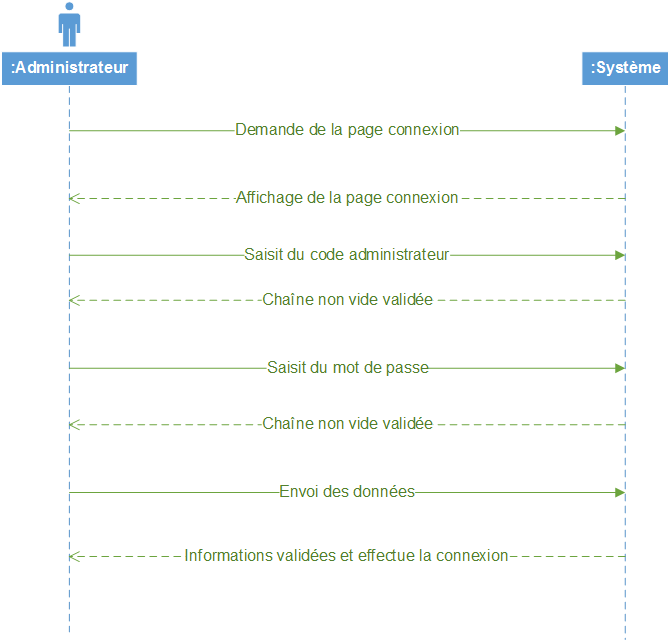 :Administrateur
:Système
Demande de la page connexion
Affichage de la page connexion
Saisit du code administrateur
Chaîne non vide validée
Saisit du mot de passe
Chaîne non vide validée
Envoi des données
Informations validées et effectue la connexion